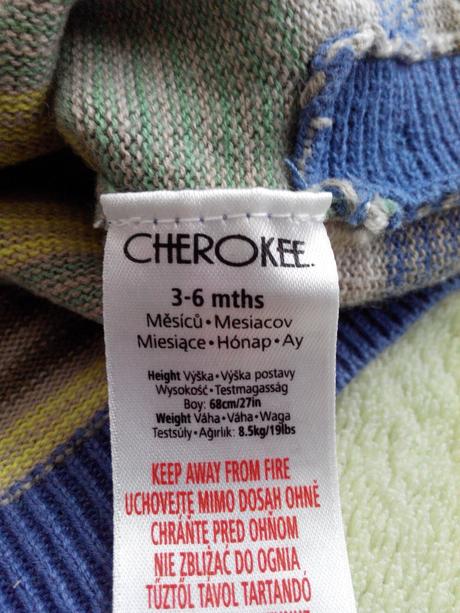 CHEROKEE.
3-6 mths
Měsíců • Mesiacov
Miesiące • Hónap • Ay
Height Výška • Výška postavy
Wysokość • Testmagasság
Boy: 68cm/27in
Weight Váha • Váha • Waga
Testsúly • Ağırlık: 8.5kg/19lbs
KEEP AWAY FROM FIRE
UCHOVEJTE MIMO DOSAH OHNĚ
CHRÁŇTE PRED OHŇOM
NIE ZBLIŻAĆ DO OGNIA
TŰZTŐL TÁVOL TARTANDÓ